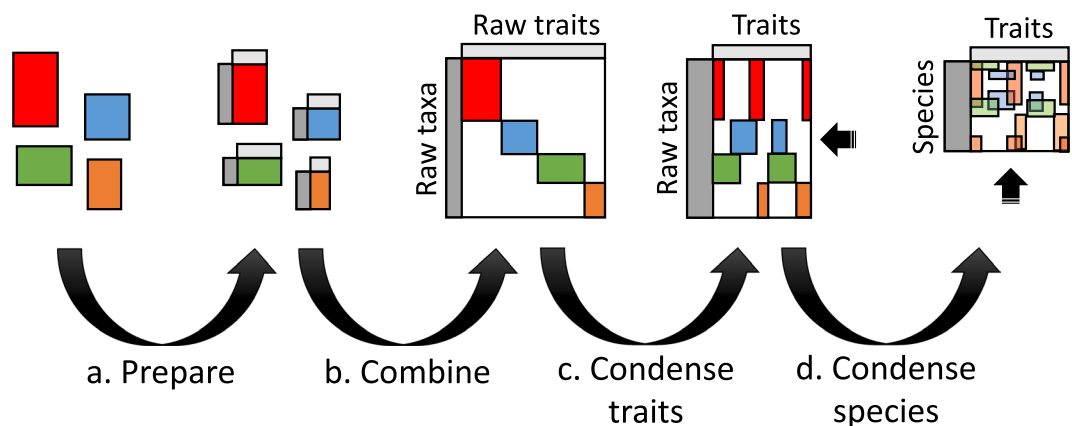 Raw traits
Raw taxa
Traits
Raw taxa
Traits
Species
a. Prepare
b. Combine
c. Condense
traits
d. Condense
species